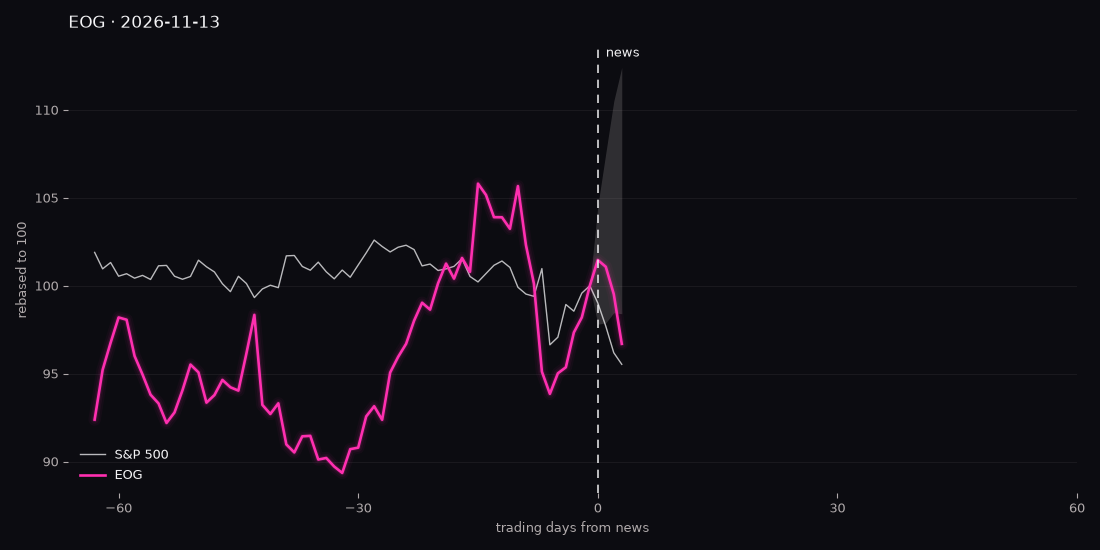 EOG · 2026-11-13
news
110
105
100
95
90
rebased to 100
S&P 500
EOG
−60
−30
0
30
60
trading days from news